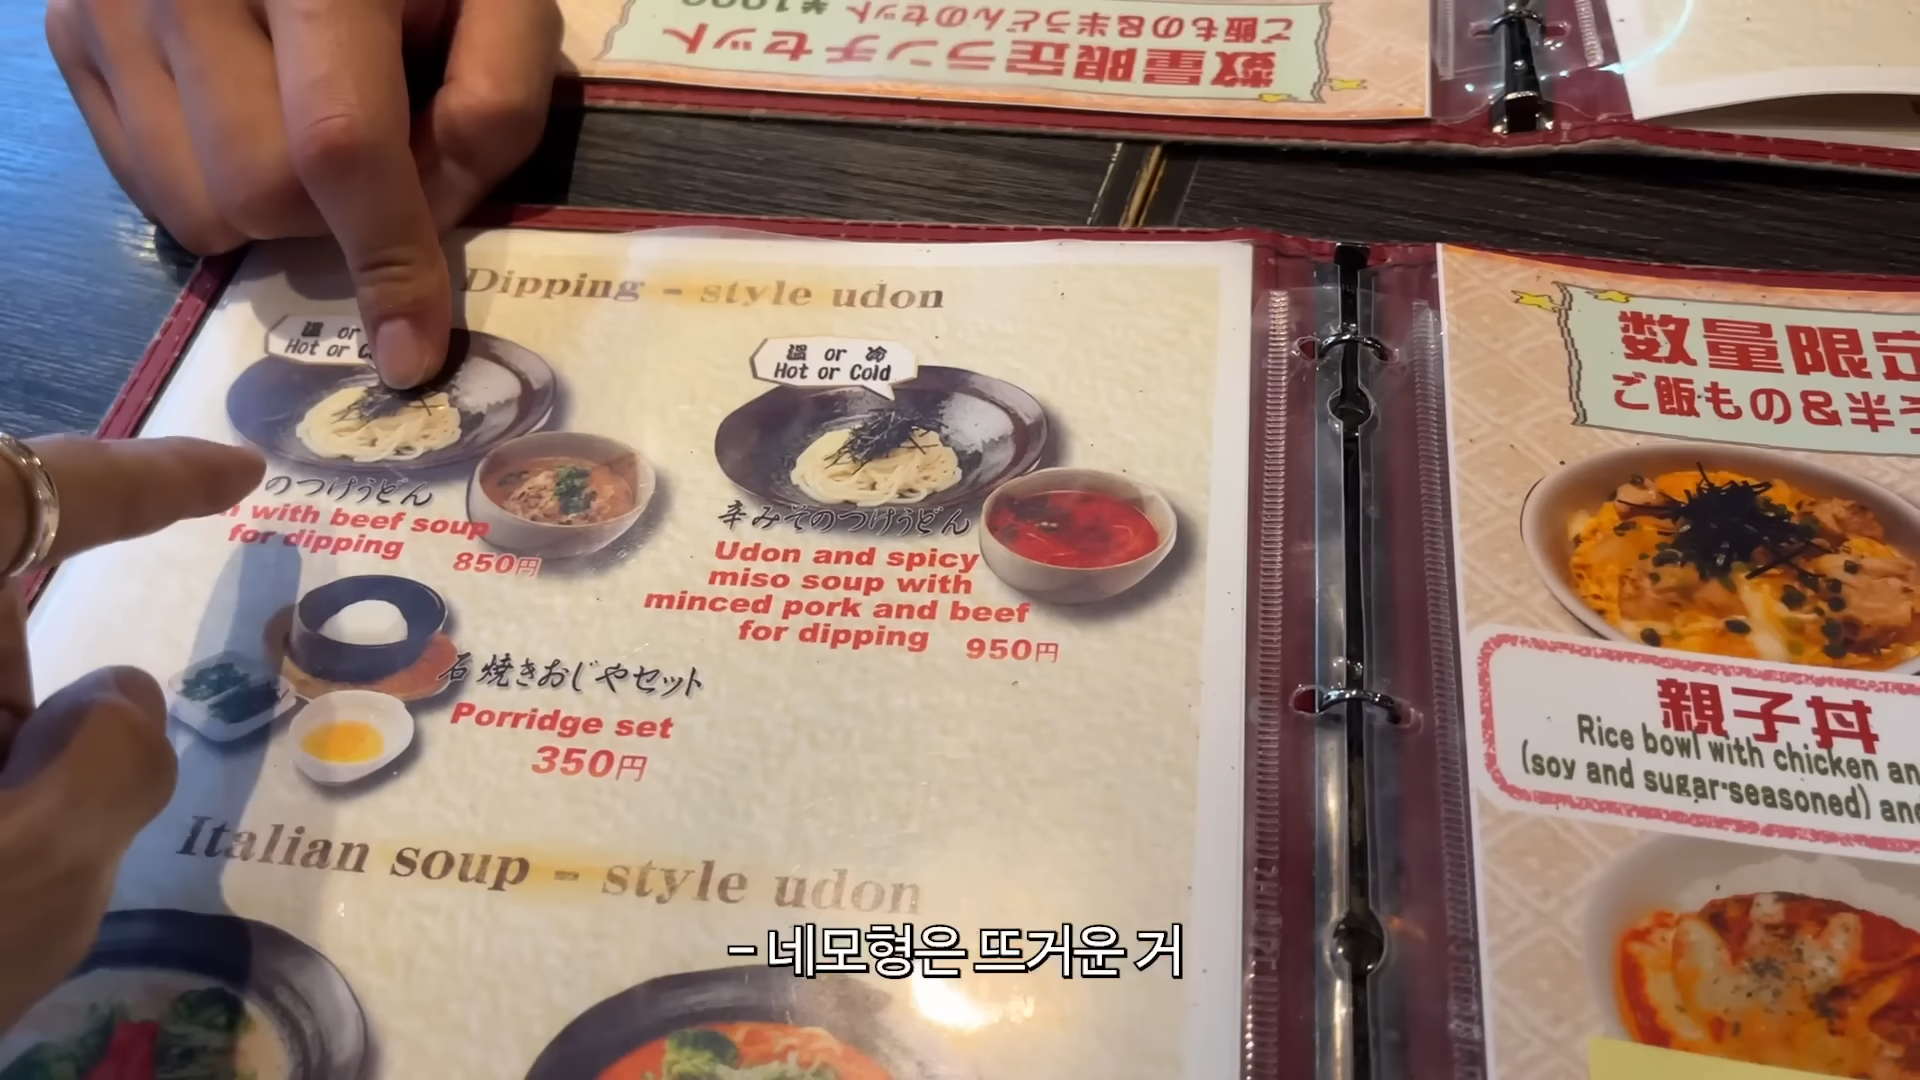 数量限定ランチセット
ご飯もの&半うどんのセット
Dipping - style udon
温 or
Hot or
温 or 冷
Hot or Cold
のつけうどん
with beef soup
for dipping 850円
辛みそのつけうどん
Udon and spicy
miso soup with
minced pork and beef
for dipping 950円
石焼きおじやセット
Porridge set
350円
Italian soup - style udon
数量限定
ご飯もの&半う
親子丼
Rice bowl with chicken an
(soy and sugar-seasoned) and
- 네모형은 뜨거운 거